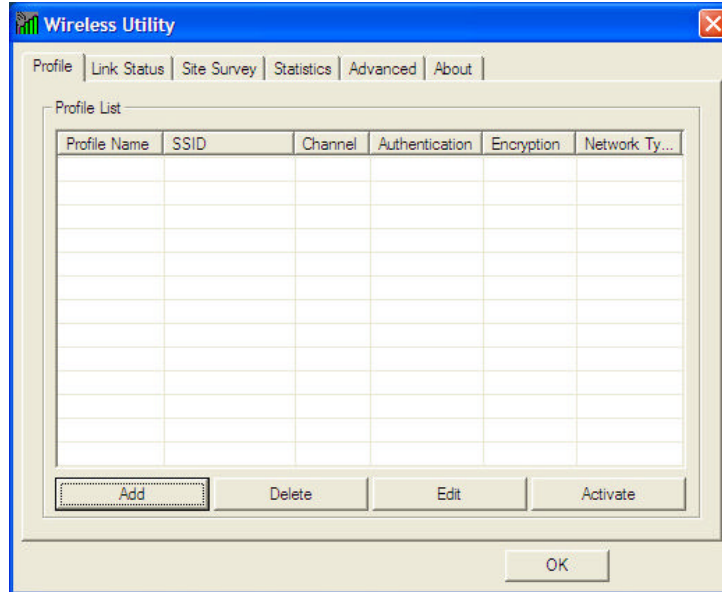 Wireless Utility
Profile Link Status Site Survey Statistics Advanced About
Profile List
Profile Name SSID Channel Authentication Encryption Network Ty...
Add Delete Edit Activate
OK